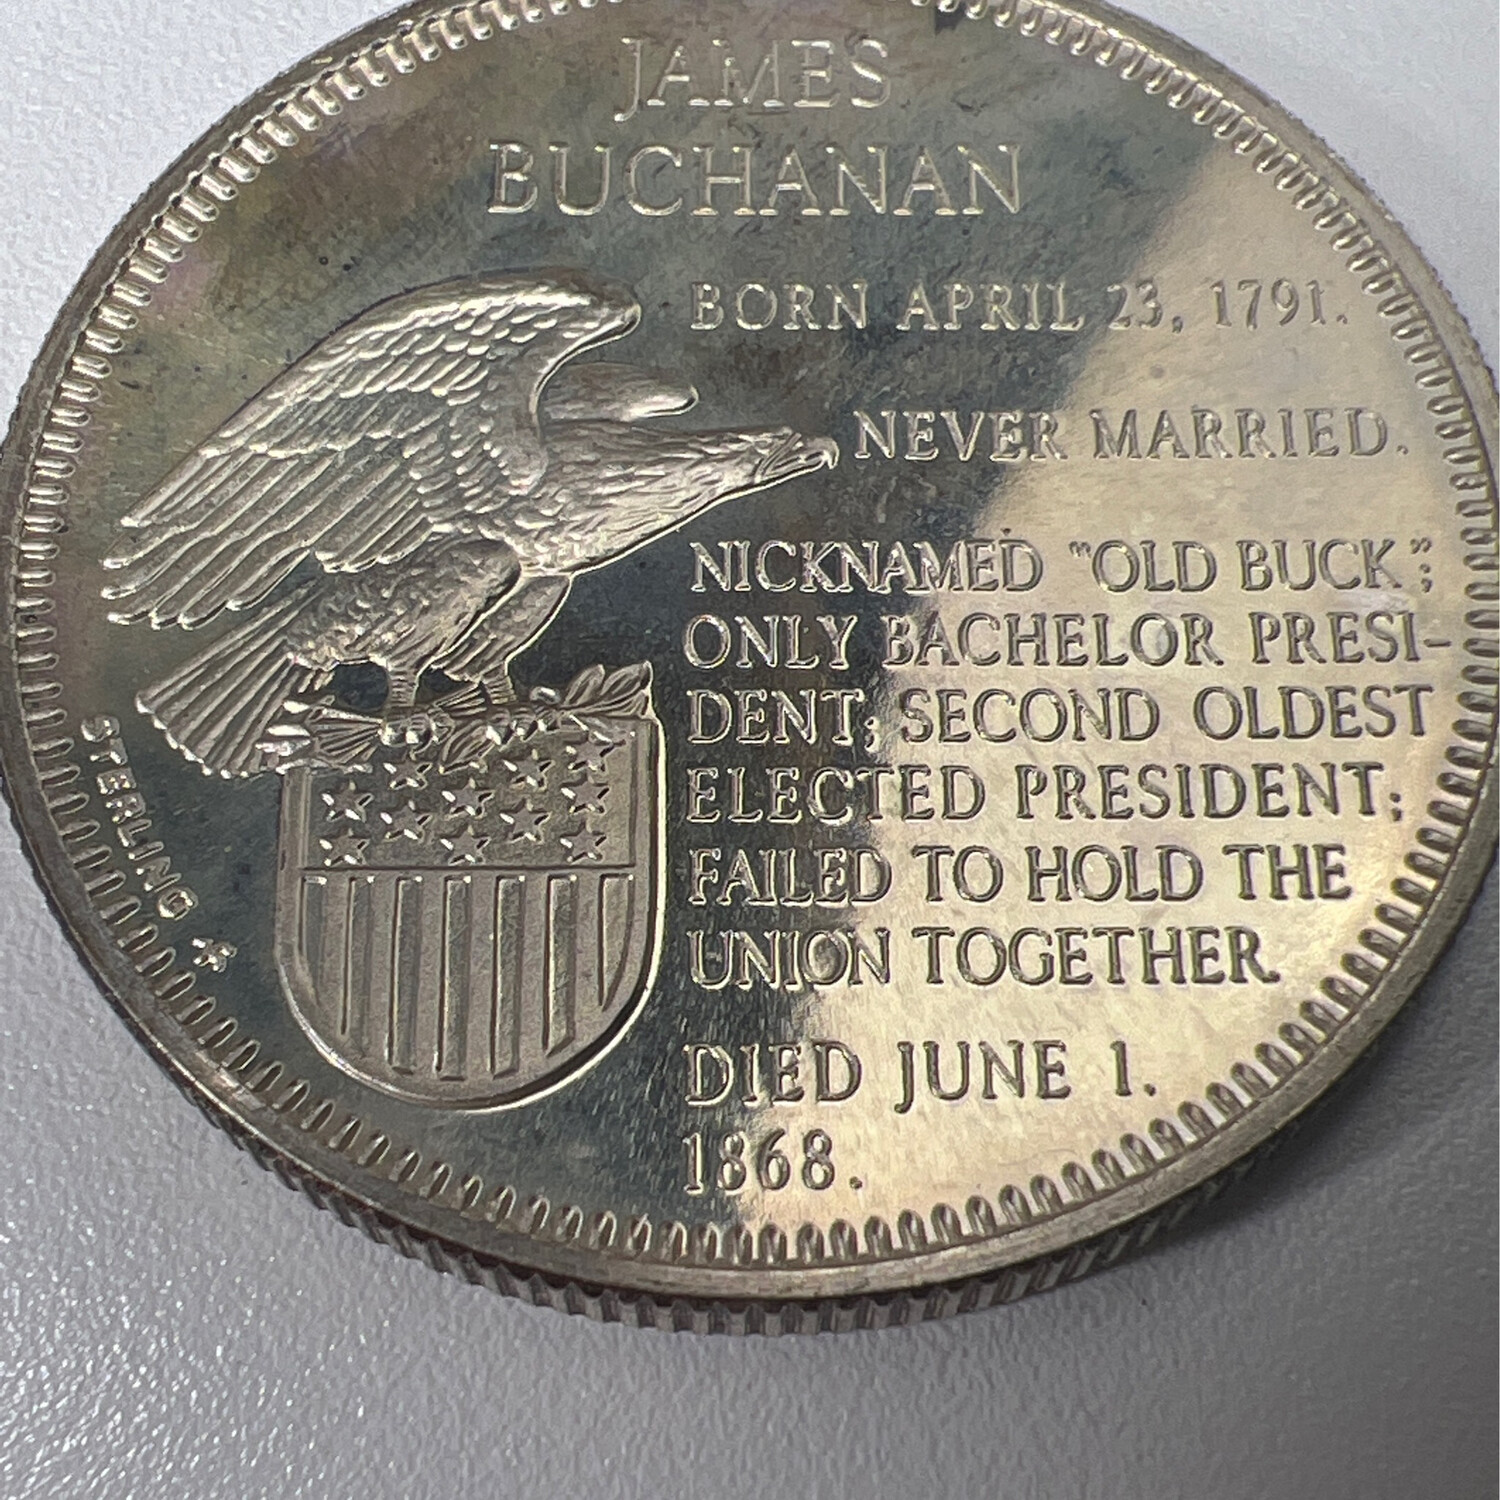 JAMES
BUCHANAN
BORN APRIL 23, 1791.
NEVER MARRIED.
NICKNAMED "OLD BUCK";
ONLY BACHELOR PRESI-
DENT; SECOND OLDEST
ELECTED PRESIDENT;
FAILED TO HOLD THE
UNION TOGETHER.
DIED JUNE 1.
1868.
STERLING